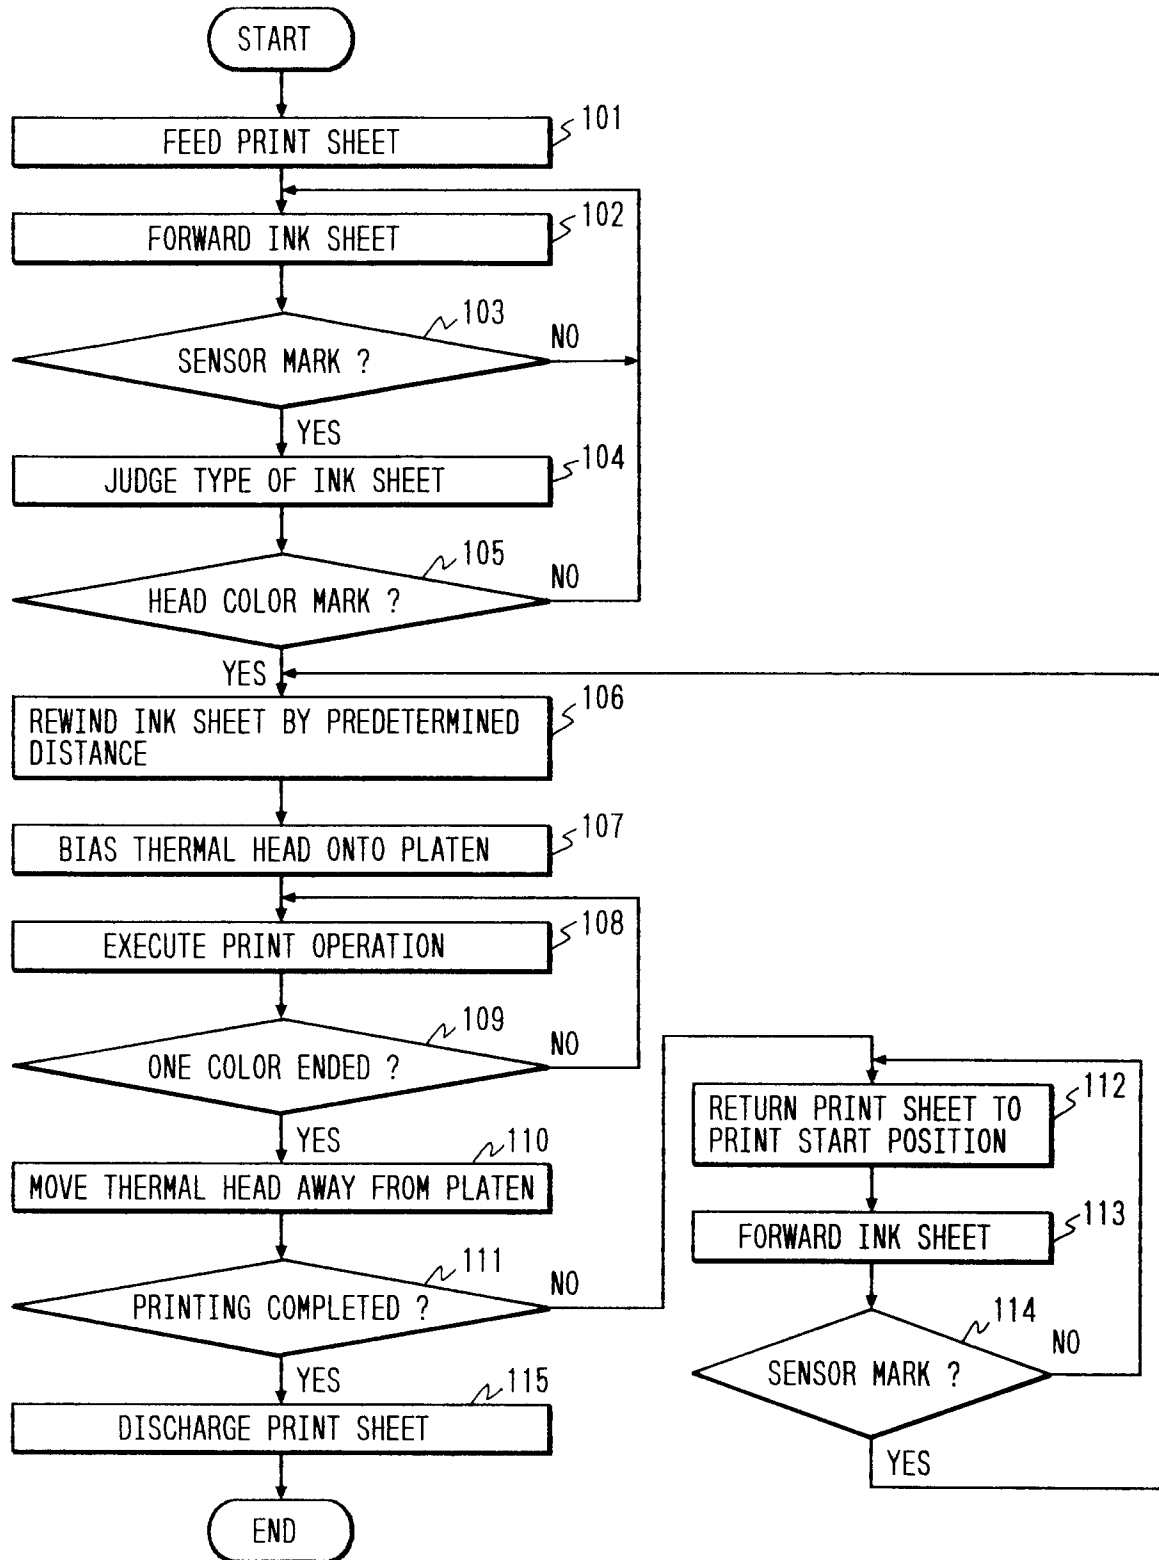 START
FEED PRINT SHEET
101
FORWARD INK SHEET
102
SENSOR MARK ?
103
NO
YES
JUDGE TYPE OF INK SHEET
104
HEAD COLOR MARK ?
105
NO
YES
REWIND INK SHEET BY PREDETERMINED
DISTANCE
106
BIAS THERMAL HEAD ONTO PLATEN
107
EXECUTE PRINT OPERATION
108
ONE COLOR ENDED ?
109
NO
YES
MOVE THERMAL HEAD AWAY FROM PLATEN
110
PRINTING COMPLETED ?
111
NO
YES
RETURN PRINT SHEET TO
PRINT START POSITION
112
FORWARD INK SHEET
113
SENSOR MARK ?
114
NO
YES
DISCHARGE PRINT SHEET
115
END